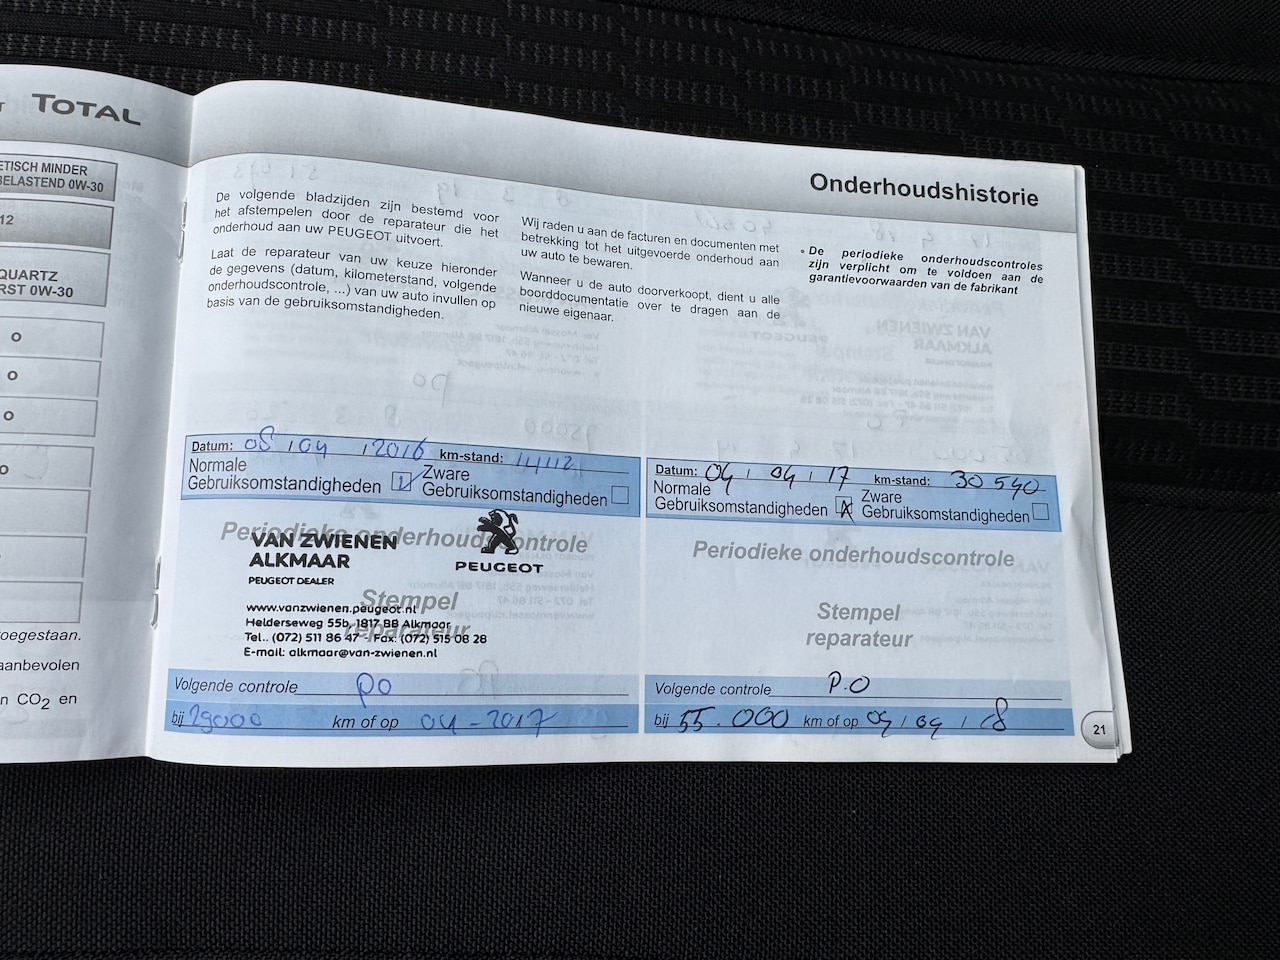 TOTAL
ETISCH MINDER
BELASTEND 0W-30
12
QUARTZ
RST 0W-30
o
o
o
o
oegestaan.
aanbevolen
n CO2 en
Onderhoudshistorie
De volgende bladzijden zijn bestemd voor
het afstempelen door de reparateur die het
onderhoud aan uw PEUGEOT uitvoert.
Laat de reparateur van uw keuze hieronder
de gegevens (datum, kilometerstand, volgende
onderhoudscontrole, ...) van uw auto invullen op
basis van de gebruiksomstandigheden.
Wij raden u aan de facturen en documenten met
betrekking tot het uitgevoerde onderhoud aan
uw auto te bewaren.
Wanneer u de auto doorverkoopt, dient u alle
boorddocumentatie over te dragen aan de
nieuwe eigenaar.
• De periodieke onderhoudscontroles
zijn verplicht om te voldoen aan de
garantievoorwaarden van de fabrikant
Datum: 08 / 04 / 2016 km-stand: 14112
Normale
Gebruiksomstandigheden
Zware
Gebruiksomstandigheden
Periodieke onderhoudscontrole
VAN ZWIENEN
ALKMAAR
PEUGEOT DEALER
PEUGEOT
Stempel
reparateur
www.vanzwienen.peugeot.nl
Helderseweg 55b, 1817 BB Alkmaar
Tel.. (072) 511 86 47 - Fax: (072) 515 08 28
E-mail: alkmaar@van-zwienen.nl
Volgende controle PO
bij 29000 km of op 04-2017
Datum: 04 / 04 / 17 km-stand: 30 540
Normale
Gebruiksomstandigheden X
Zware
Gebruiksomstandigheden
Periodieke onderhoudscontrole
Stempel
reparateur
Volgende controle P.O
bij 55.000 km of op 04 / 04 / 8
21